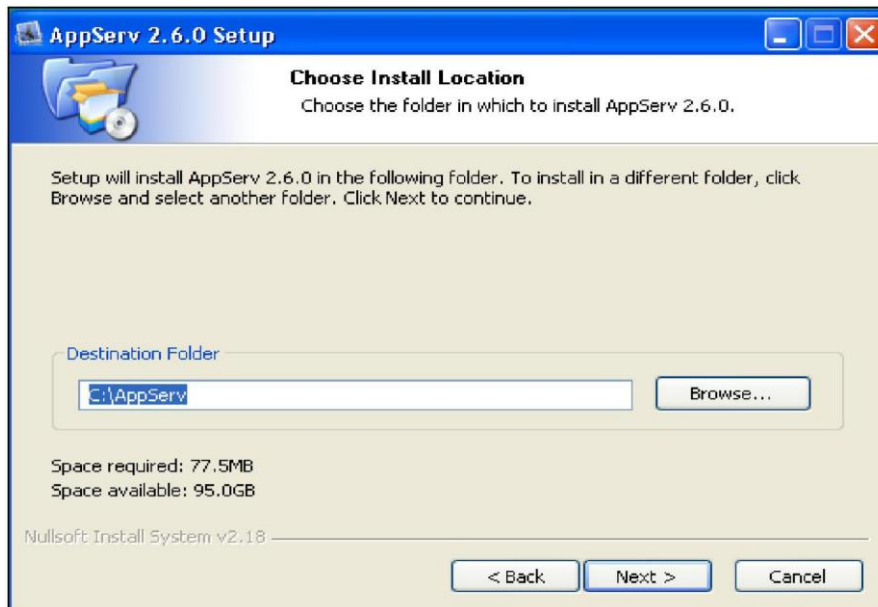 AppServ 2.6.0 Setup
Choose Install Location
Choose the folder in which to install AppServ 2.6.0.
Setup will install AppServ 2.6.0 in the following folder. To install in a different folder, click
Browse and select another folder. Click Next to continue.
Destination Folder
C:\AppServ
Browse...
Space required: 77.5MB
Space available: 95.0GB
Nullsoft Install System v2.18
< Back
Next >
Cancel